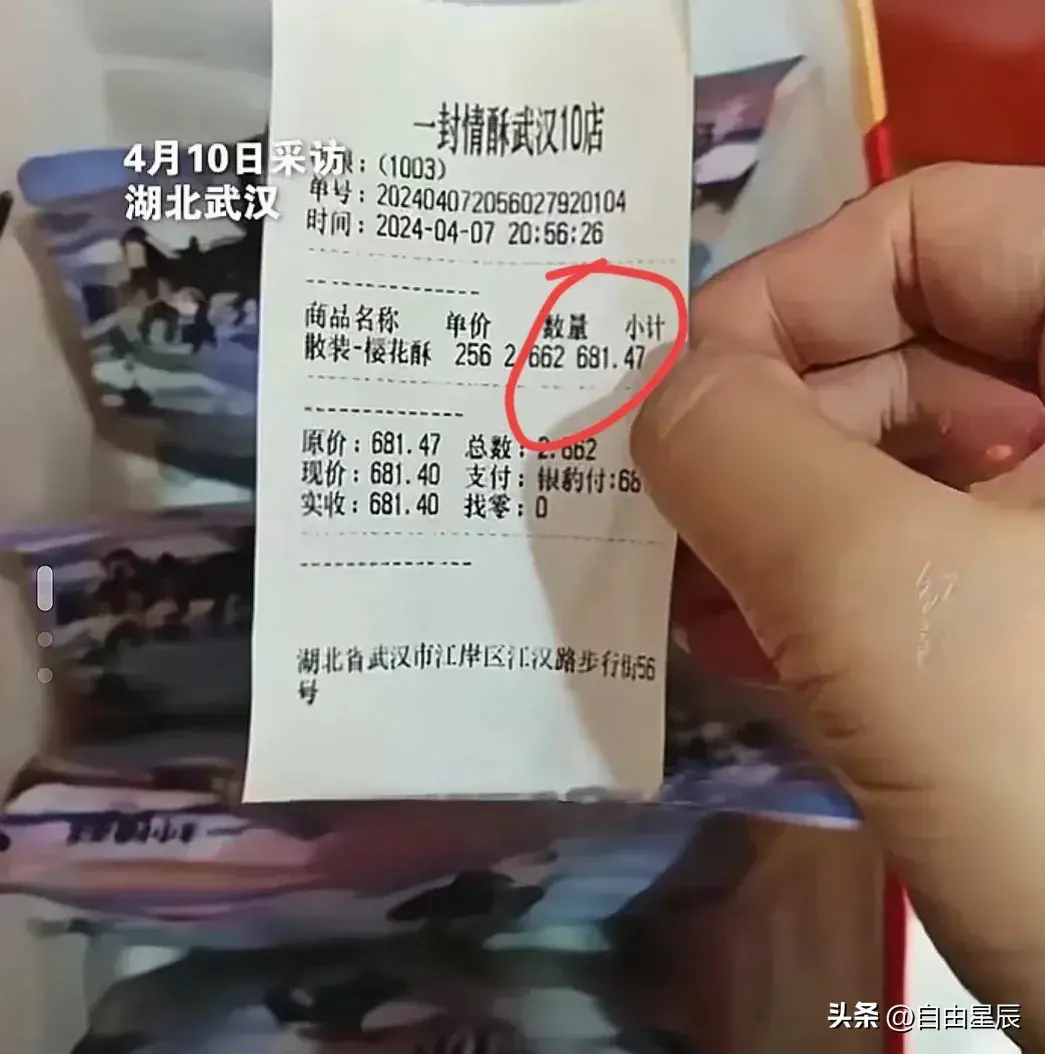 4月10日采访
湖北武汉
一封情酥武汉10店
：(1003)
单号：202404072056027920104
时间：2024-04-07 20:56:26
商品名称 单价 数量 小计
散装-樱花酥 256 2.662 681.47
原价：681.47 总数：2.662
现价：681.40 支付：银豹付:68
实收：681.40 找零：0
湖北省武汉市江岸区江汉路步行街56
号
头条 @自由星辰